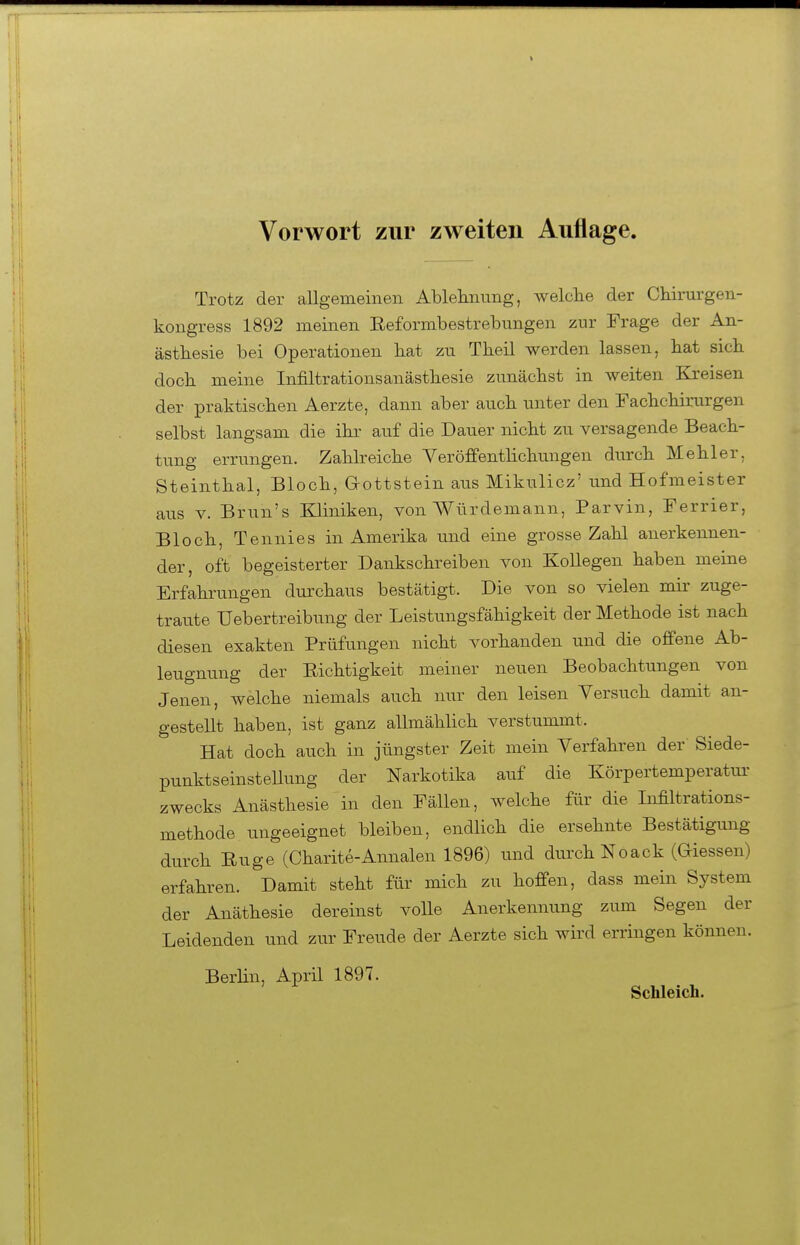 Vorwort zur zweiten Auflage.
Trotz der allgemeinen Ablehnung, welche der Chirurgen-
kongress 1892 meinen Reformbestrebungen zur Frage der An-
ästhesie bei Operationen hat zu Theil werden lassen, hat sich
doch meine Infiltrationsanästhesie zunächst in weiten Kreisen
der praktischen Aerzte, dann aber auch unter den Fachchirurgen
selbst langsam die ihr auf die Dauer nicht zu versagende Beach-
tung errungen. Zahlreiche Veröffentlichungen durch Mehler,
Steinthal, Bloch, Gottstein aus Mikulicz' und Hofmeister
aus v. Brun's Kliniken, von Würdemann, Parvin, Ferrier,
Bloch, Tennies in Amerika und eine grosse Zahl anerkennen-
der, oft begeisterter Dankschreiben von Kollegen haben meine
Erfahrungen durchaus bestätigt. Die von so vielen mir zuge-
traute Uebertreibung der Leistungsfähigkeit der Methode ist nach
diesen exakten Prüfungen nicht vorhanden und die offene Ab-
leugnung der Richtigkeit meiner neuen Beobachtungen von
Jenen, welche niemals auch nur den leisen Versuch damit an-
gestellt haben, ist ganz allmählich verstummt.
Hat doch auch in jüngster Zeit mein Verfahren der Siede-
punktseinstellung der Narkotika auf die Körpertemperatur
zwecks Anästhesie in den Fällen, welche für die Infiltrations-
methode ungeeignet bleiben, endlich die ersehnte Bestätigung
durch Ruge (Charité-Annalen 1896) und durch Noack (Giessen)
erfahren. Damit steht für mich zu hoffen, dass mein System
der Anäthesie dereinst volle Anerkennung zum Segen der
Leidenden und zur Freude der Aerzte sich wird erringen können.
Berlin, April 1897.
Schleich.